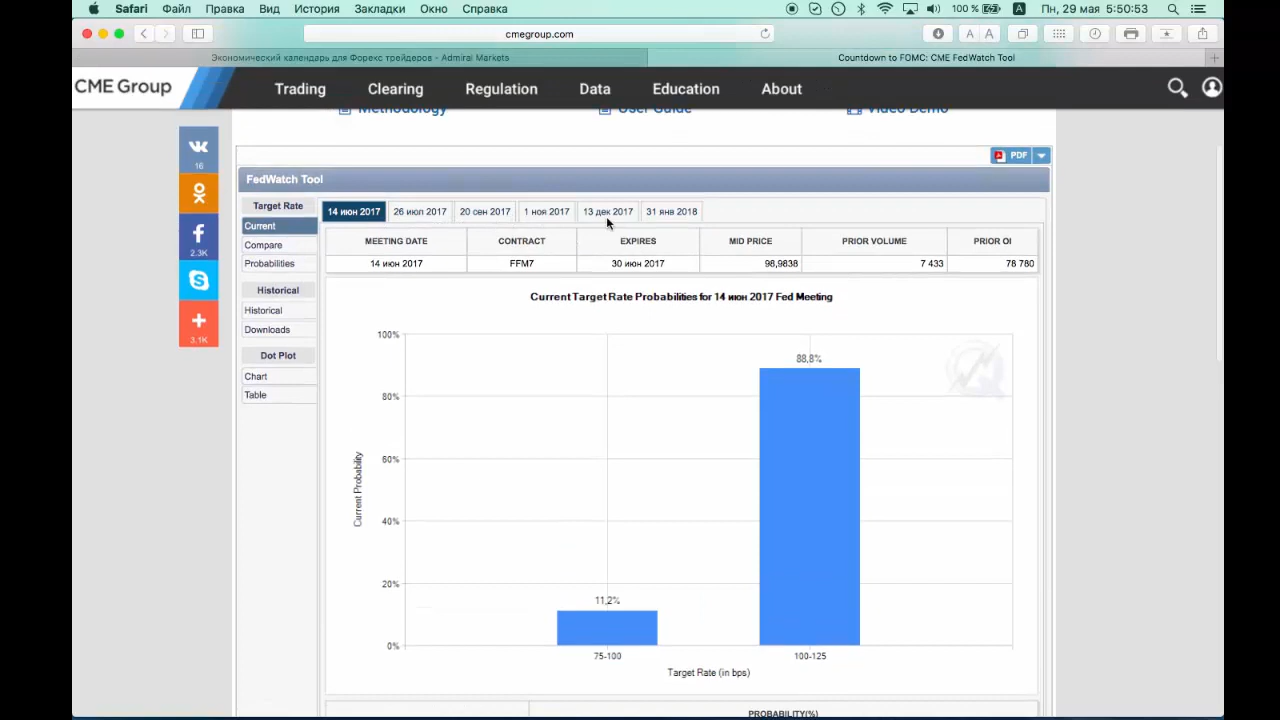 Safari Файл Правка Вид История Закладки Окно Справка 100 % A Пн, 29 мая 5:50:53
cmegroup.com A A
Экономический календарь для Форекс трейдеров - Admiral Markets Countdown to FOMC: CME FedWatch Tool
CME Group Trading Clearing Regulation Data Education About
Methodology User Guide Video Demo
16
2.3K
3.1K
PDF
FedWatch Tool
Target Rate
Current
Compare
Probabilities
Historical
Historical
Downloads
Dot Plot
Chart
Table
14 июн 2017 26 июл 2017 20 сен 2017 1 ноя 2017 13 дек 2017 31 янв 2018
MEETING DATE CONTRACT EXPIRES MID PRICE PRIOR VOLUME PRIOR OI
14 июн 2017 FFM7 30 июн 2017 98,9838 7 433 78 780
Current Target Rate Probabilities for 14 июн 2017 Fed Meeting
Current Probability
100%
80%
60%
40%
20%
0%
88,8%
11,2%
75-100 100-125
Target Rate (in bps)
PROBABILITY(%)